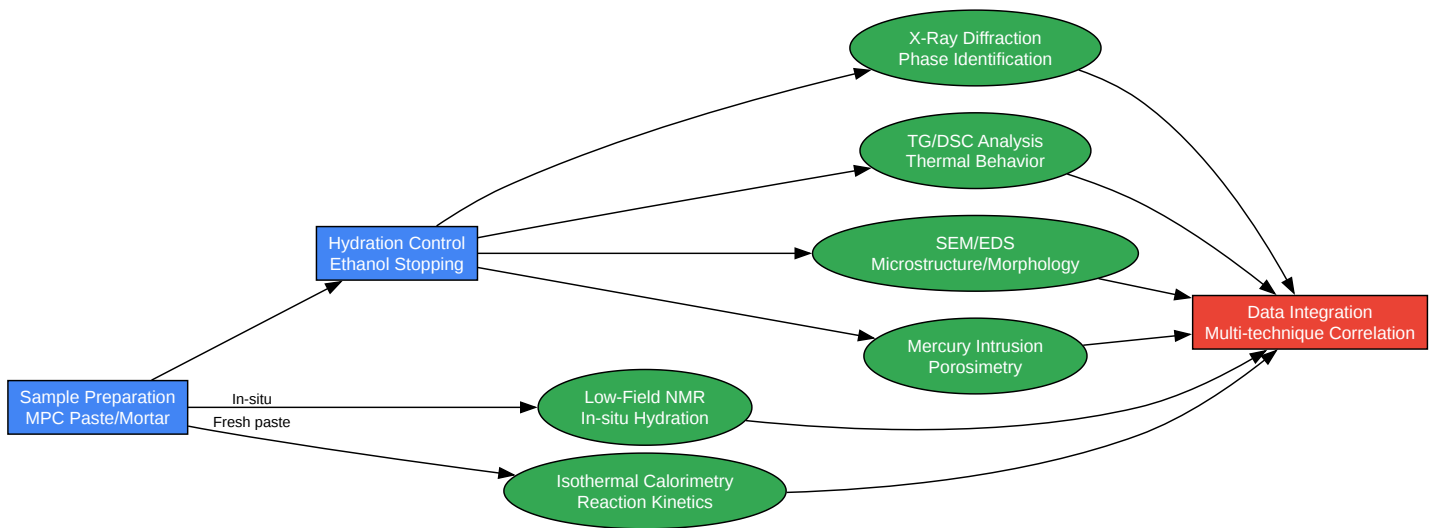 X-Ray Diffraction
Phase Identification
TG/DSC Analysis
Thermal Behavior
Hydration Control
Ethanol Stopping
SEM/EDS
Microstructure/Morphology
Data Integration
Multi-technique Correlation
Mercury Intrusion
Porosimetry
Sample Preparation
MPC Paste/Mortar
In-situ
Fresh paste
Low-Field NMR
In-situ Hydration
Isothermal Calorimetry
Reaction Kinetics